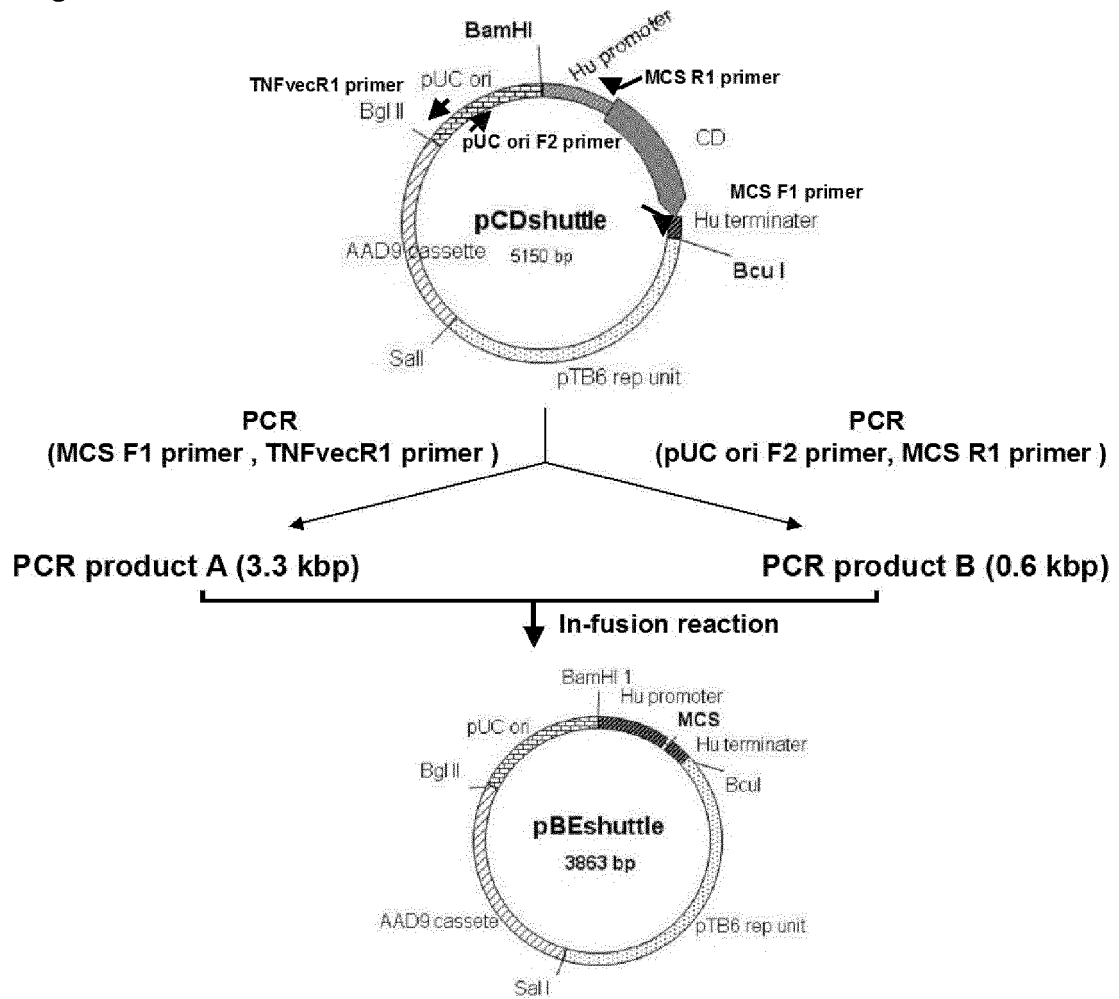 BamHI
Hu promoter
TNFvecR1 primer
pUC ori
MCS R1 primer
Bgl II
pUC ori F2 primer
CD
MCS F1 primer
pCDshuttle
Hu terminater
AAD9 cassette
5150 bp
Bcu I
SalI
pTB6 rep unit
PCR
(MCS F1 primer , TNFvecR1 primer )
PCR
(pUC ori F2 primer, MCS R1 primer )
PCR product A (3.3 kbp)
PCR product B (0.6 kbp)
In-fusion reaction
BamHI 1
Hu promoter
pUC ori
MCS
Hu terminater
Bgl II
BcuI
pBEshuttle
3863 bp
AAD9 cassete
pTB6 rep unit
Sal I